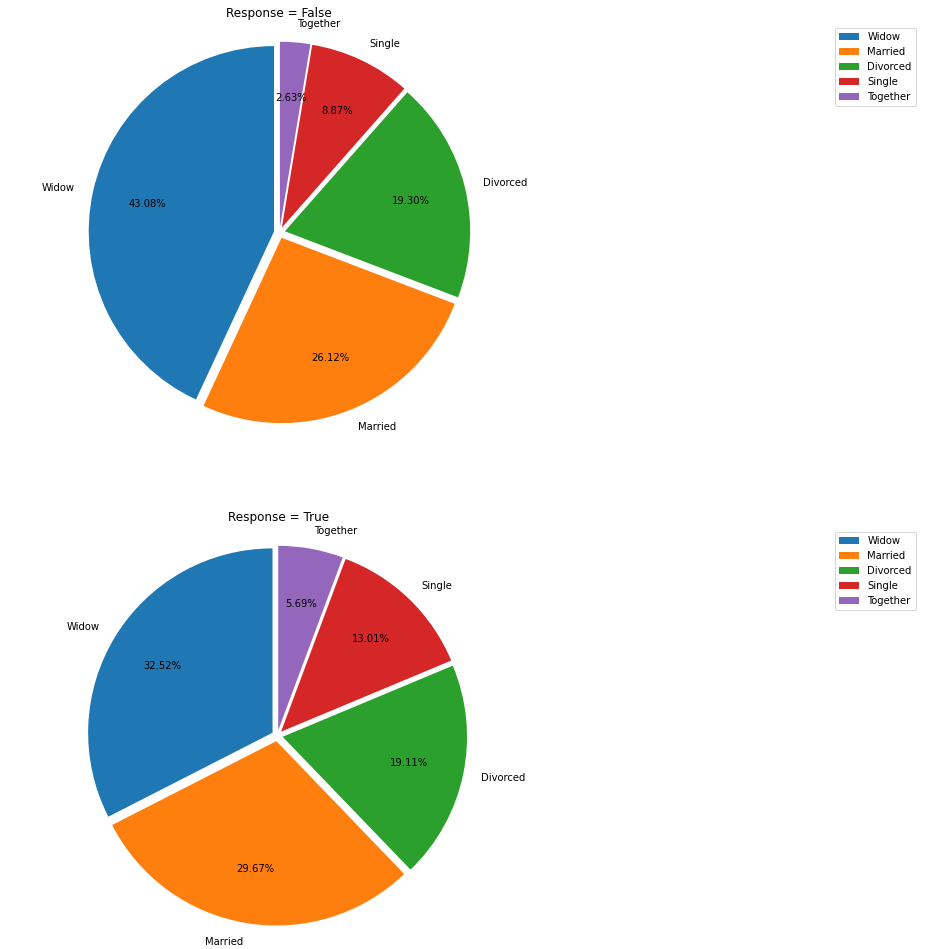 Response = False
Together
Single
Widow
Married
Divorced
Single
Together
2.63%
8.87%
Divorced
Widow
43.08%
19.30%
26.12%
Married
Response = True
Together
Widow
Married
Divorced
Single
Together
Single
5.69%
Widow
13.01%
32.52%
19.11%
Divorced
29.67%
Married